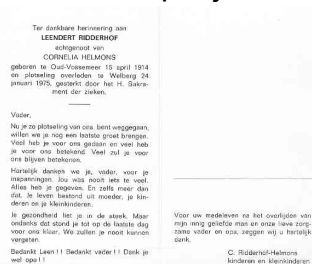 Ter dankbare herinnering aan
LEENDERT RIDDERHOF
echtgenoot van
CORNELIA HELMONS
geboren te Oud-Vossemeer 15 april 1914
en plotseling overleden te Welberg 24
januari 1975, gesterkt door het H. Sakra-
ment der zieken.
Vader,
Nu je zo plotseling van ons bent weggegaan,
willen we je nog een laatste groet brengen.
Veel heb je voor ons gedaan en veel heb
je voor ons betekend. Veel zul je voor
ons blijven betekenen.
Hartelijk danken we je, vader, voor je
inspanningen. Jou was nooit iets te veel.
Alles heb je gegeven. En zelfs meer dan
dat. Je leven bestond uit moeder, je kin-
deren en je kleinkinderen.
Je gezondheid liet je in de steek. Maar
ondanks dat stond je tot op de laatste dag
voor ons klaar. We zullen je nooit kunnen
vergeten.
Bedankt Leen!! Bedankt vader!! Dank je
wel opa!!
Voor uw medeleven na het overlijden van
mijn innig geliefde man en onze lieve zorg-
zame vader en opa, zeggen wij u hartelijk
dank.
C. Ridderhof-Helmons
kinderen en kleinkinderen